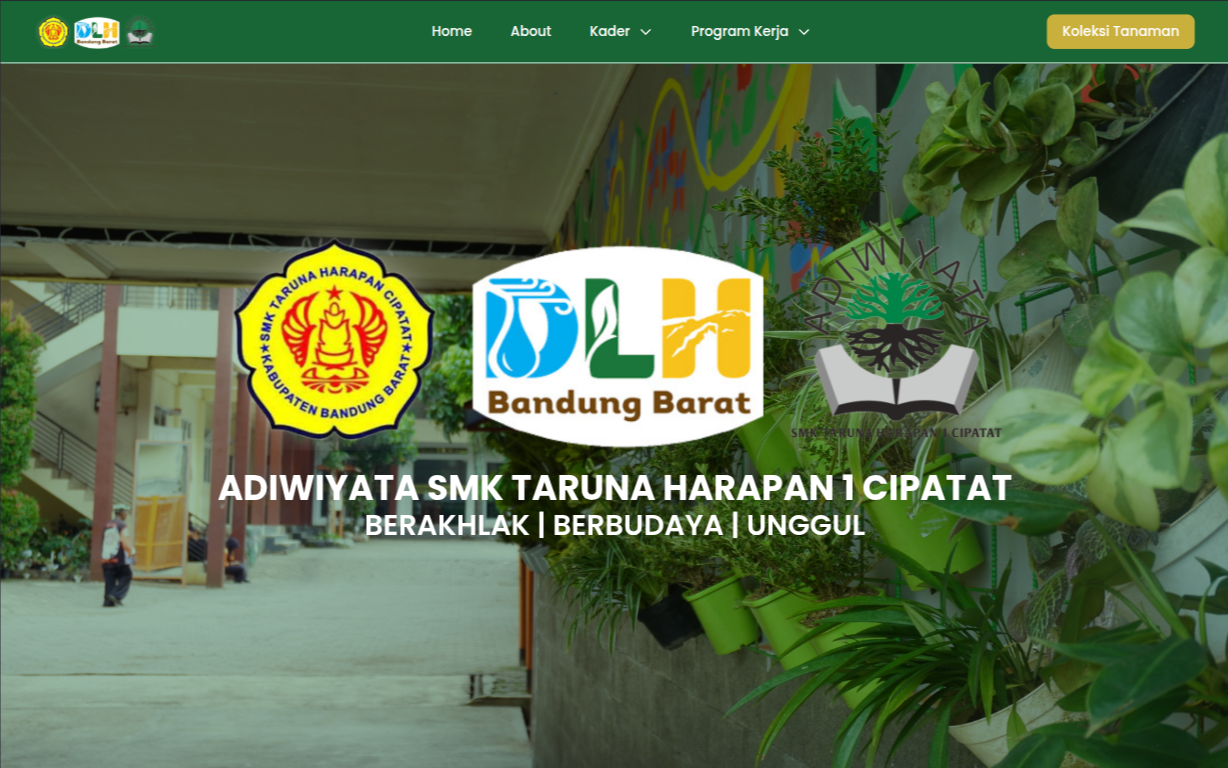 DLH
Bandung Barat
Home
About
Kader
Program Kerja
Koleksi Tanaman
SMK TARUNA HARAPAN CIPATAT
KABUPATEN BANDUNG BARAT
DLH
Bandung Barat
ADIWIYATA
SMK TARUNA HARAPAN 1 CIPATAT
ADIWIYATA SMK TARUNA HARAPAN 1 CIPATAT
BERAKHLAK | BERBUDAYA | UNGGUL